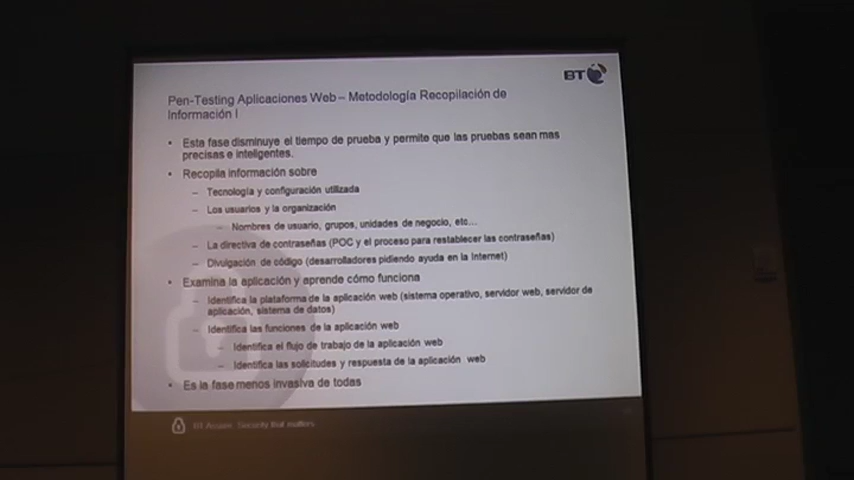 BT
Pen-Testing Aplicaciones Web – Metodología Recopilación de
Información I
• Esta fase disminuye el tiempo de prueba y permite que las pruebas sean mas
precisas e inteligentes.
• Recopila información sobre
– Tecnología y configuración utilizada
– Los usuarios y la organización
– Nombres de usuario, grupos, unidades de negocio, etc...
– La directiva de contraseñas (POC y el proceso para restablecer las contraseñas)
– Divulgación de código (desarrolladores pidiendo ayuda en la Internet)
• Examina la aplicación y aprende cómo funciona
– Identifica la plataforma de la aplicación web (sistema operativo, servidor web, servidor de
aplicación, sistema de datos)
– Identifica las funciones de la aplicación web
– Identifica el flujo de trabajo de la aplicación web
– Identifica las solicitudes y respuesta de la aplicación web
• Es la fase menos invasiva de todas
BT Assure. Security that matters